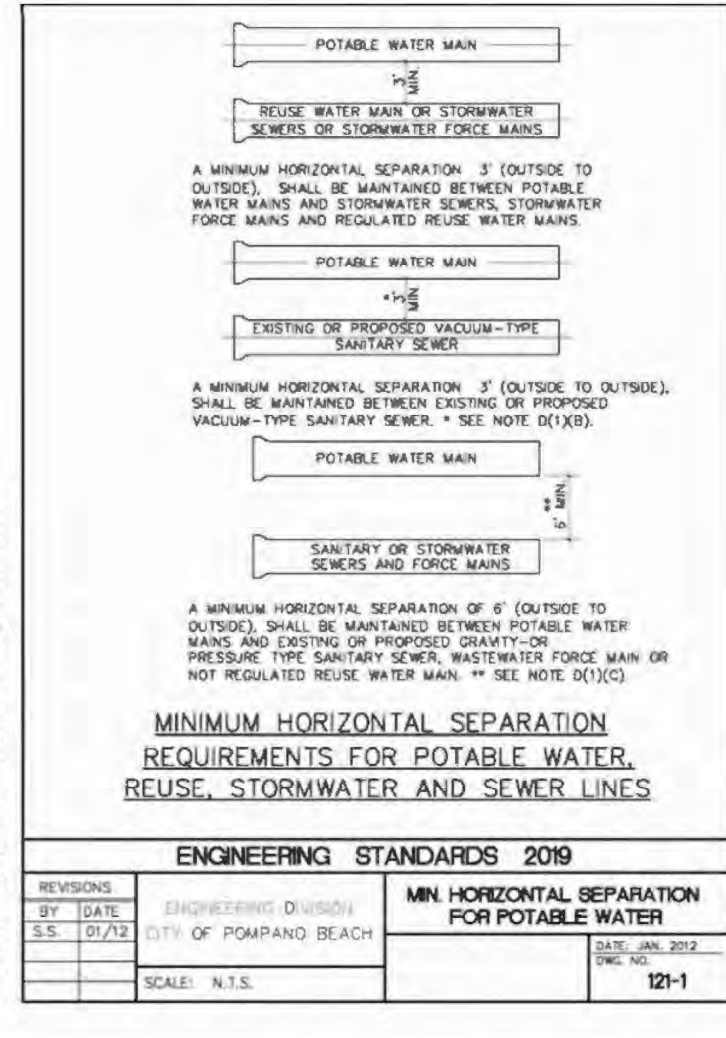 POTABLE WATER MAIN
3'
MIN.
REUSE WATER MAIN OR STORMWATER
SEWERS OR STORMWATER FORCE MAINS
A MINIMUM HORIZONTAL SEPARATION 3' (OUTSIDE TO
OUTSIDE), SHALL BE MAINTAINED BETWEEN POTABLE
WATER MAINS AND STORMWATER SEWERS, STORMWATER
FORCE MAINS AND REGULATED REUSE WATER MAINS.
POTABLE WATER MAIN
*3'
MIN.
EXISTING OR PROPOSED VACUUM-TYPE
SANITARY SEWER
A MINIMUM HORIZONTAL SEPARATION 3' (OUTSIDE TO OUTSIDE),
SHALL BE MAINTAINED BETWEEN EXISTING OR PROPOSED
VACUUM-TYPE SANITARY SEWER. * SEE NOTE D(1)(B).
POTABLE WATER MAIN
6' MIN. **
SANITARY OR STORMWATER
SEWERS AND FORCE MAINS
A MINIMUM HORIZONTAL SEPARATION OF 6' (OUTSIDE TO
OUTSIDE), SHALL BE MAINTAINED BETWEEN POTABLE WATER
MAINS AND EXISTING OR PROPOSED GRAVITY-OR
PRESSURE TYPE SANITARY SEWER, WASTEWATER FORCE MAIN OR
NOT REGULATED REUSE WATER MAIN. ** SEE NOTE D(1)(C)
MINIMUM HORIZONTAL SEPARATION
REQUIREMENTS FOR POTABLE WATER,
REUSE, STORMWATER AND SEWER LINES
ENGINEERING STANDARDS 2019
REVISIONS
BY DATE
S.S. 01/12
ENGINEERING DIVISION
CITY OF POMPANO BEACH
SCALE: N.T.S.
MIN. HORIZONTAL SEPARATION
FOR POTABLE WATER
DATE: JAN. 2012
DWG. NO.
121-1